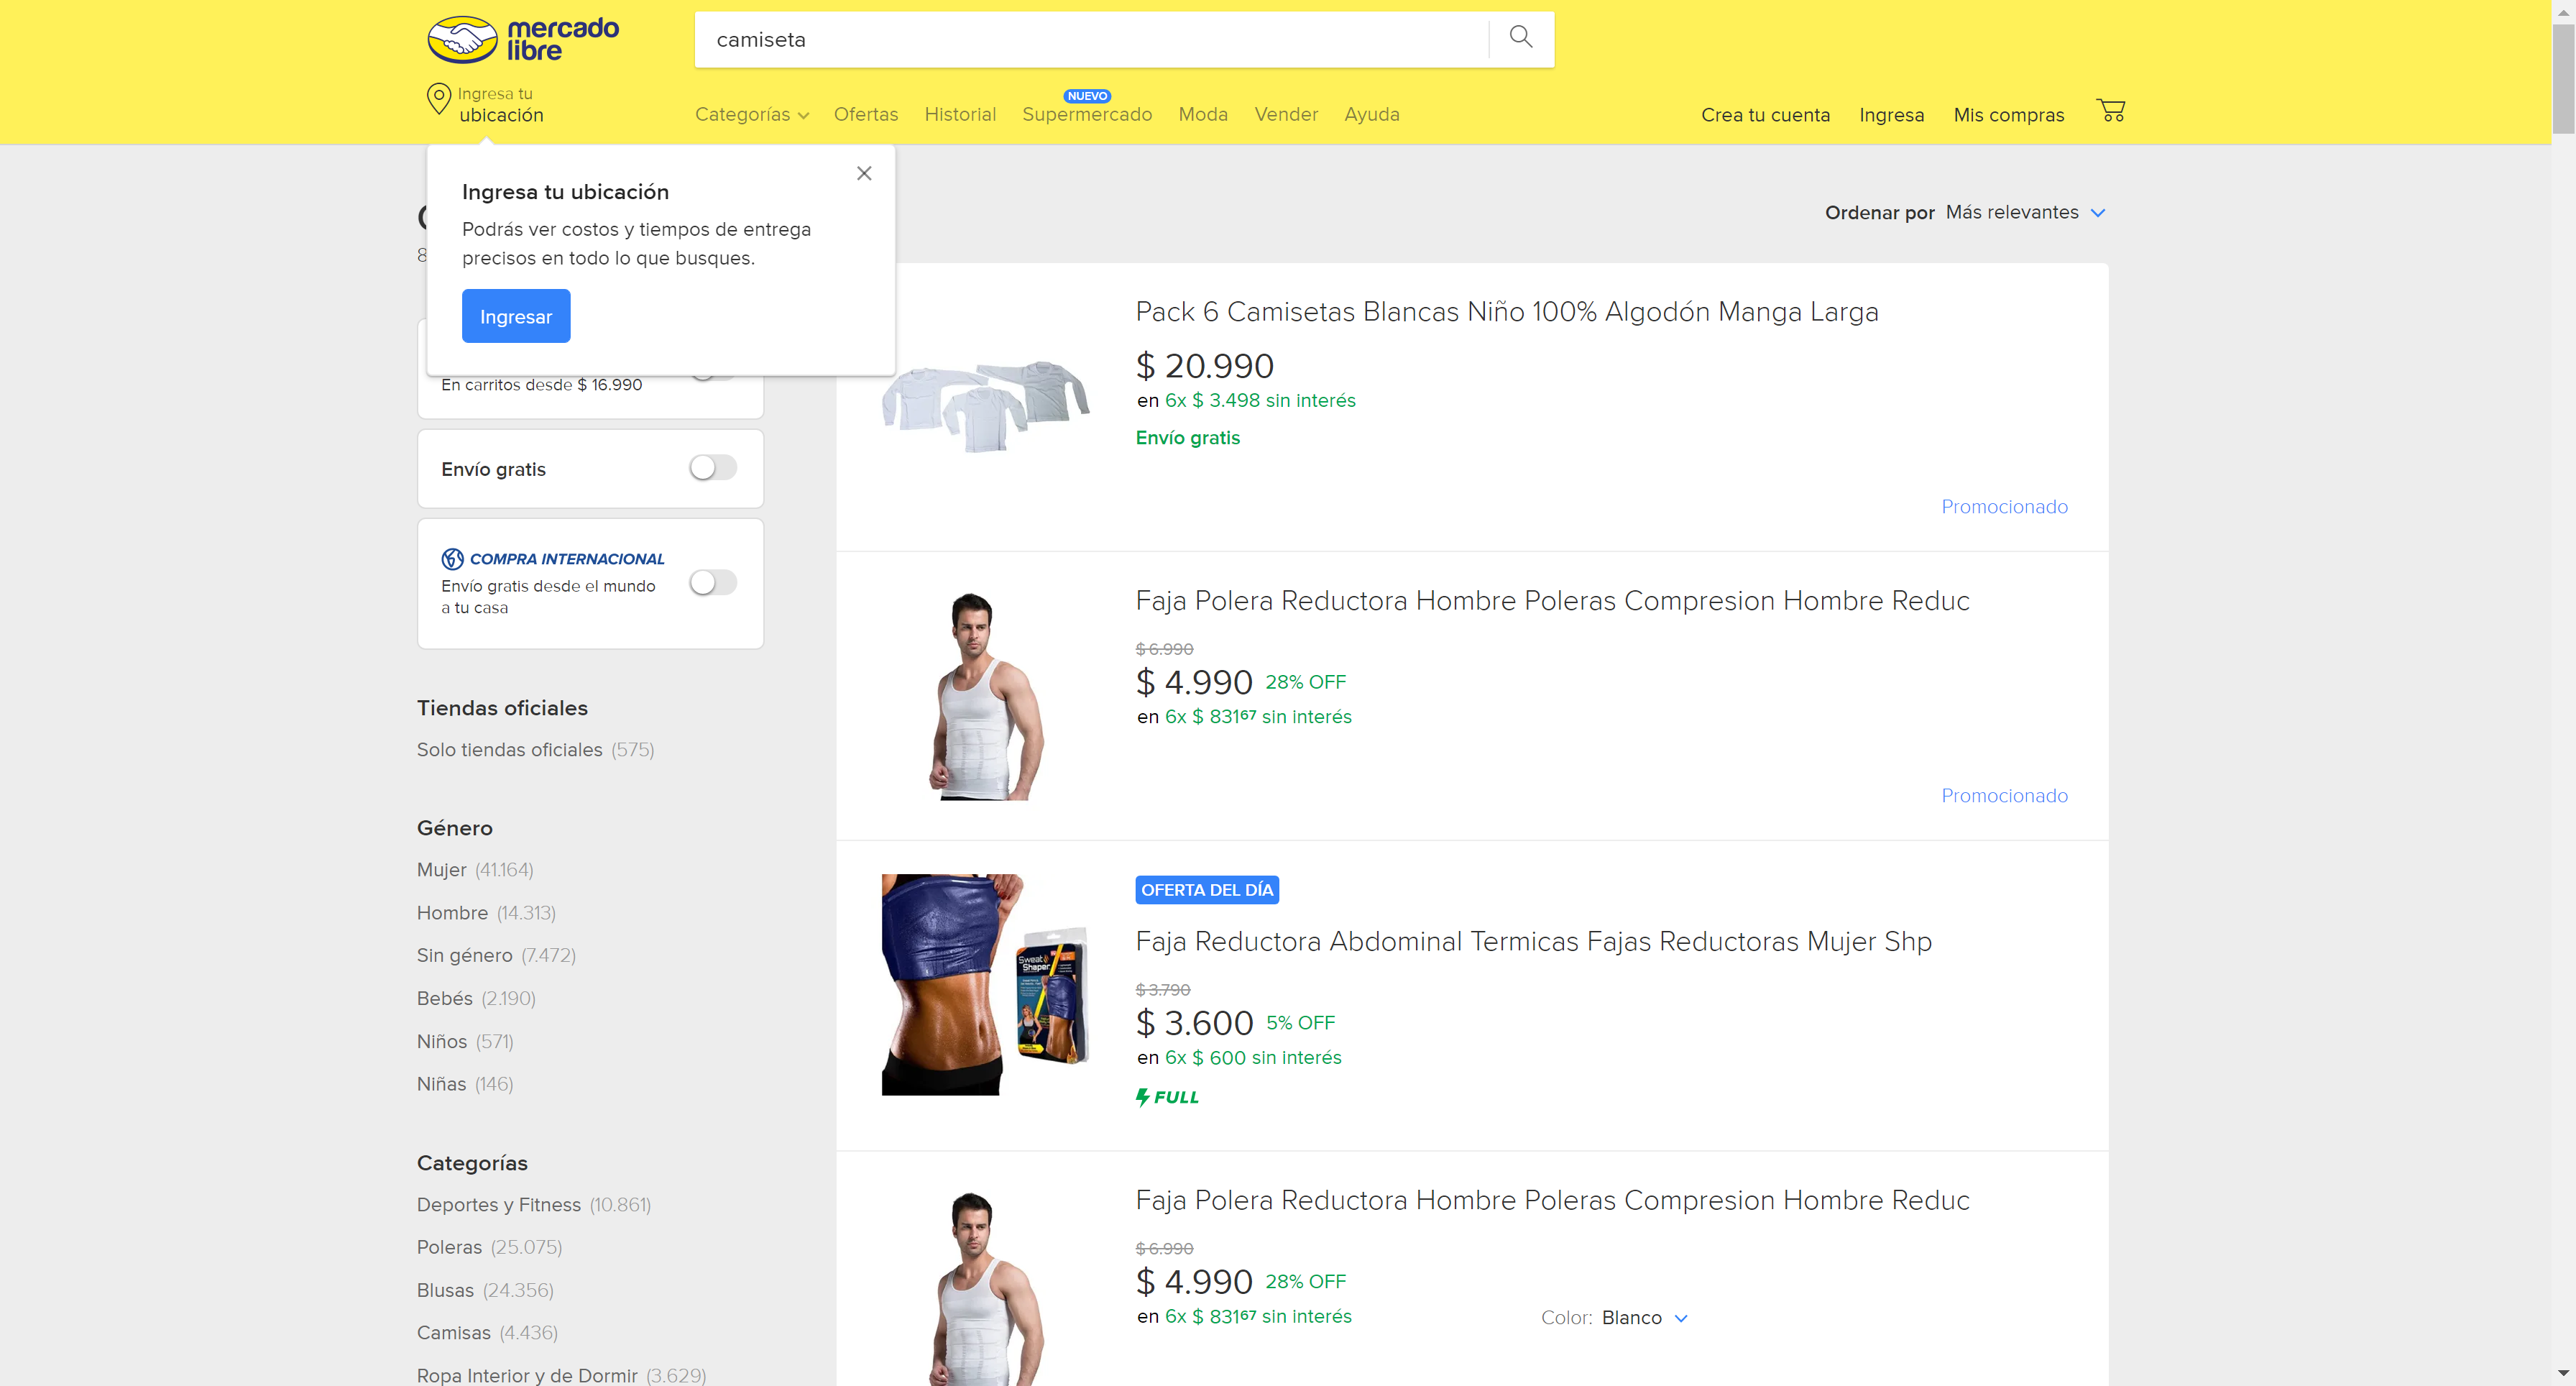 mercado
libre
camiseta
Ingresa tu
ubicación
Categorías
Ofertas
Historial
NUEVO
Supermercado
Moda
Vender
Ayuda
Crea tu cuenta
Ingresa
Mis compras
Ingresa tu ubicación
Podrás ver costos y tiempos de entrega
precisos en todo lo que busques.
Ingresar
Ordenar por Más relevantes
En carritos desde $ 16.990
Envío gratis
COMPRA INTERNACIONAL
Envío gratis desde el mundo
a tu casa
Tiendas oficiales
Solo tiendas oficiales (575)
Género
Mujer (41.164)
Hombre (14.313)
Sin género (7.472)
Bebés (2.190)
Niños (571)
Niñas (146)
Categorías
Deportes y Fitness (10.861)
Poleras (25.075)
Blusas (24.356)
Camisas (4.436)
Ropa Interior y de Dormir (3.629)
Pack 6 Camisetas Blancas Niño 100% Algodón Manga Larga
$ 20.990
en 6x $ 3.498 sin interés
Envío gratis
Promocionado
Faja Polera Reductora Hombre Poleras Compresion Hombre Reduc
$ 6.990
$ 4.990 28% OFF
en 6x $ 831⁶⁷ sin interés
Promocionado
Sweat
Shaper
OFERTA DEL DÍA
Faja Reductora Abdominal Termicas Fajas Reductoras Mujer Shp
$ 3.790
$ 3.600 5% OFF
en 6x $ 600 sin interés
FULL
Faja Polera Reductora Hombre Poleras Compresion Hombre Reduc
$ 6.990
$ 4.990 28% OFF
en 6x $ 831⁶⁷ sin interés
Color: Blanco